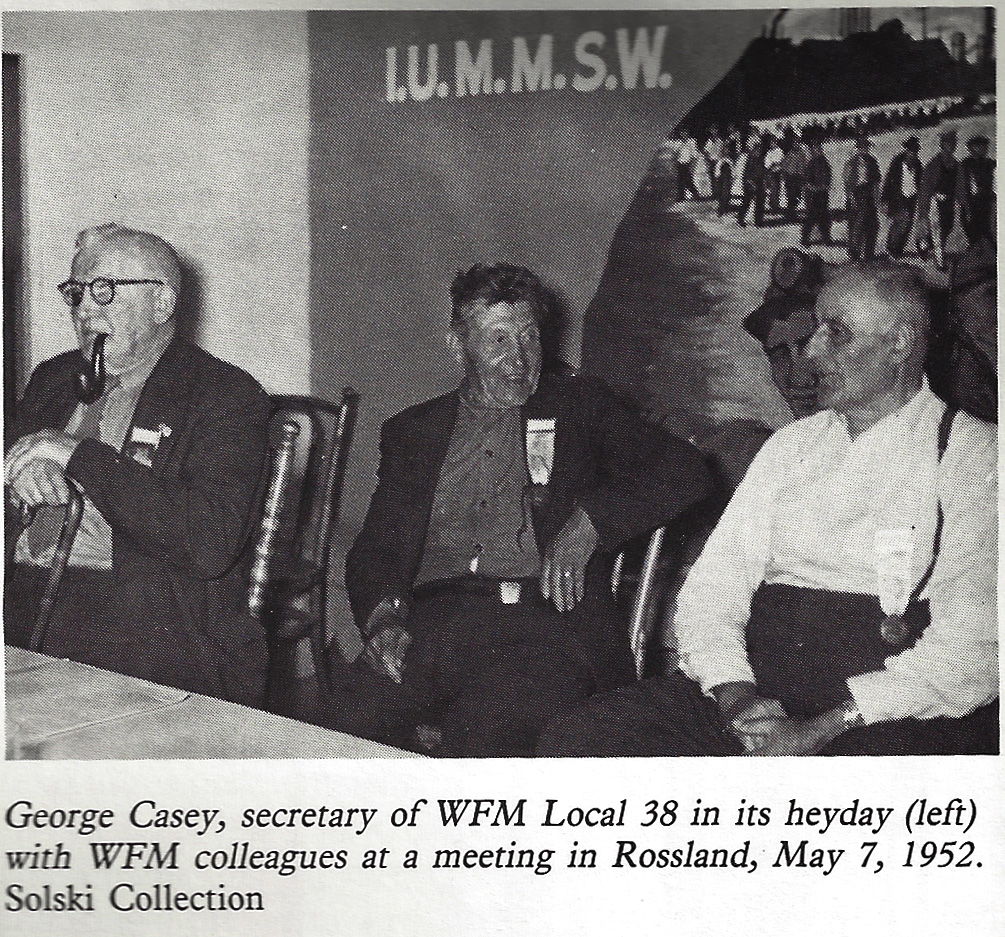 I.U.M.M.S.W.
George Casey, secretary of WFM Local 38 in its heyday (left)
with WFM colleagues at a meeting in Rossland, May 7, 1952.
Solski Collection